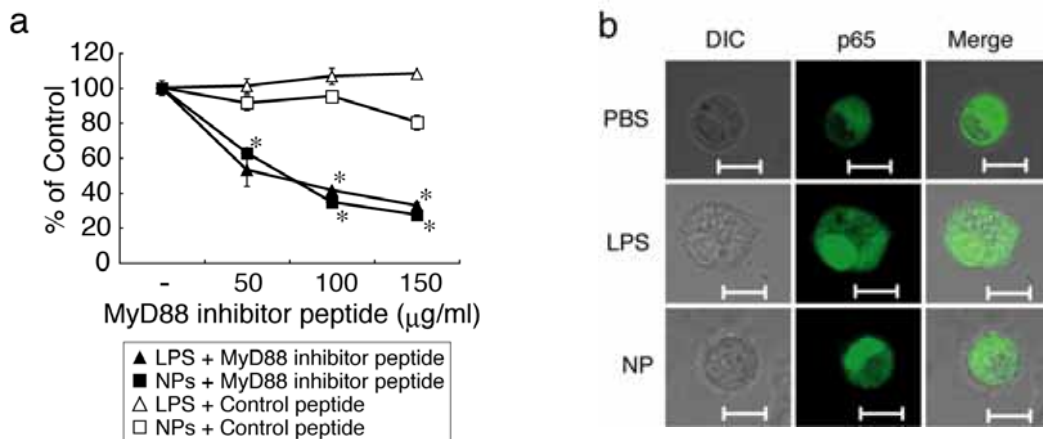 a
120
100
80
60
40
20
0
% of Control
*
*
*
*
*
- 50 100 150
MyD88 inhibitor peptide (μg/ml)
▲ LPS + MyD88 inhibitor peptide
■ NPs + MyD88 inhibitor peptide
△ LPS + Control peptide
□ NPs + Control peptide
b
DIC p65 Merge
PBS
LPS
NP